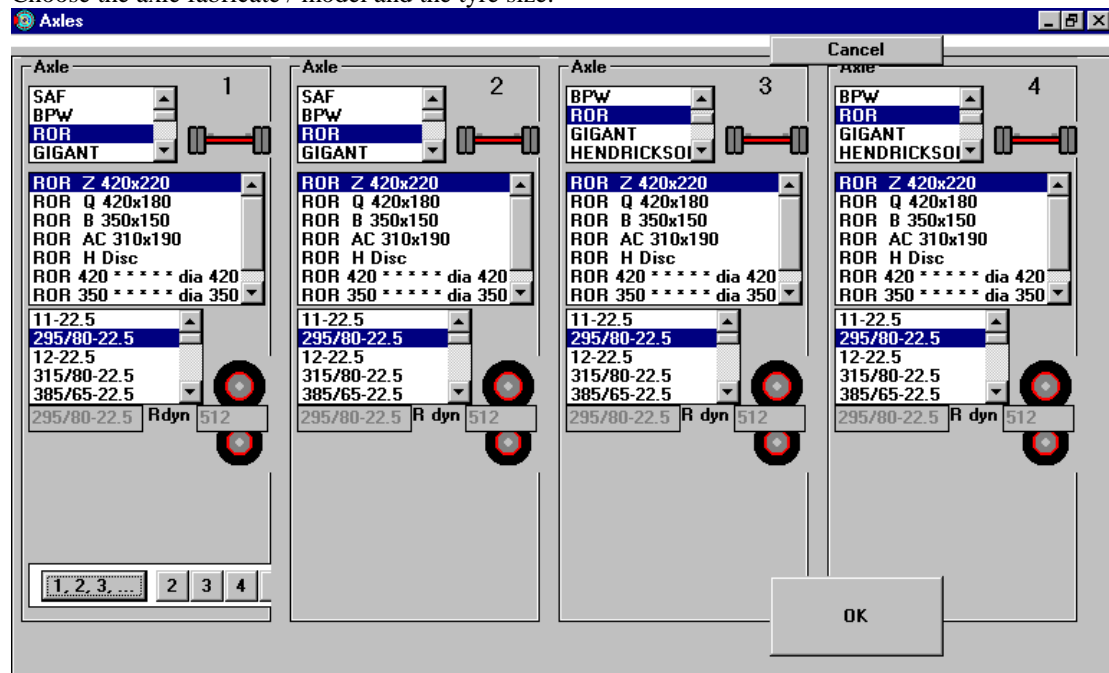 Choose the axle fabricate / model and the tyre size.
Axles
Cancel
Axle
1
SAF
BPW
ROR
GIGANT
ROR Z 420x220
ROR Q 420x180
ROR B 350x150
ROR AC 310x190
ROR H Disc
ROR 420 * * * * * dia 420
ROR 350 * * * * * dia 350
11-22.5
295/80-22.5
12-22.5
315/80-22.5
385/65-22.5
295/80-22.5 Rdyn 512
1, 2, 3, ... 2 3 4
Axle
2
SAF
BPW
ROR
GIGANT
ROR Z 420x220
ROR Q 420x180
ROR B 350x150
ROR AC 310x190
ROR H Disc
ROR 420 * * * * * dia 420
ROR 350 * * * * * dia 350
11-22.5
295/80-22.5
12-22.5
315/80-22.5
385/65-22.5
295/80-22.5 R dyn 512
Axle
3
BPW
ROR
GIGANT
HENDRICKSO
ROR Z 420x220
ROR Q 420x180
ROR B 350x150
ROR AC 310x190
ROR H Disc
ROR 420 * * * * * dia 420
ROR 350 * * * * * dia 350
11-22.5
295/80-22.5
12-22.5
315/80-22.5
385/65-22.5
295/80-22.5 R dyn 512
Axle
4
BPW
ROR
GIGANT
HENDRICKSO
ROR Z 420x220
ROR Q 420x180
ROR B 350x150
ROR AC 310x190
ROR H Disc
ROR 420 * * * * * dia 420
ROR 350 * * * * * dia 350
11-22.5
295/80-22.5
12-22.5
315/80-22.5
385/65-22.5
295/80-22.5 R dyn 512
OK